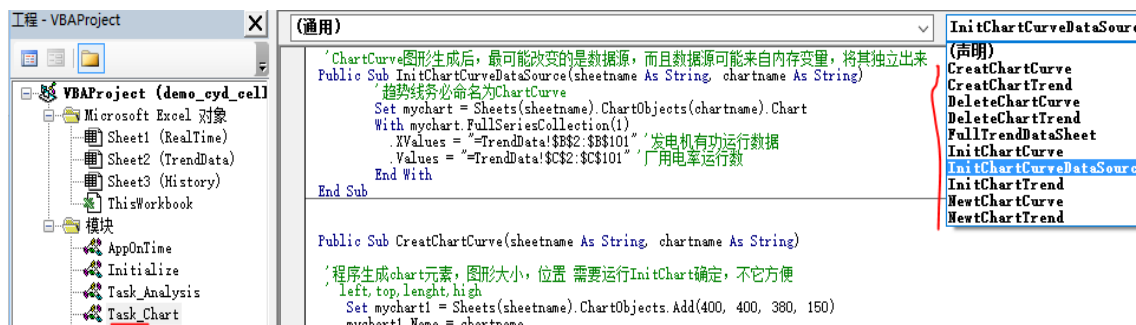 工程 - VBAProject
VBAProject (demo_cyd_cell
Microsoft Excel 对象
Sheet1 (RealTime)
Sheet2 (TrendData)
Sheet3 (History)
ThisWorkbook
模块
AppOnTime
Initialize
Task_Analysis
Task_Chart
(通用)
InitChartCurveDataSourc
'ChartCurve图形生成后，最可能改变的是数据源，而且数据源可能来自内存变量，将其独立出来
Public Sub InitChartCurveDataSource(sheetname As String, chartname As String)
'趋势线务必命名为ChartCurve
Set mychart = Sheets(sheetname).ChartObjects(chartname).Chart
With mychart.FullSeriesCollection(1)
.XValues = "=TrendData!$B$2:$B$101" '发电机有功运行数据
.Values = "=TrendData!$C$2:$C$101" '厂用电率运行数
End With
End Sub
Public Sub CreatChartCurve(sheetname As String, chartname As String)
'程序生成chart元素，图形大小，位置 需要运行InitChart确定，不它方便
' left,top,lenght,high
Set mychart1 = Sheets(sheetname).ChartObjects.Add(400, 400, 380, 150)
mychart1.Name = chartname
(声明)
CreatChartCurve
CreatChartTrend
DeleteChartCurve
DeleteChartTrend
FullTrendDataSheet
InitChartCurve
InitChartCurveDataSourc
InitChartTrend
NewtChartCurve
NewtChartTrend